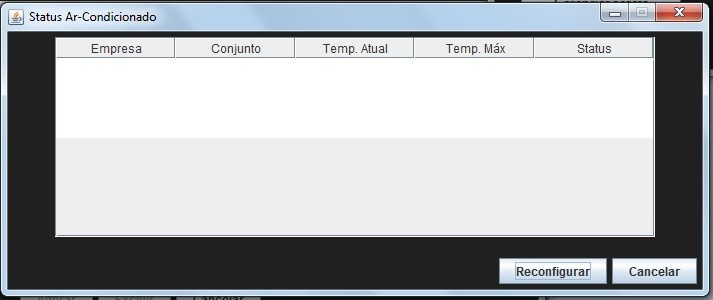 Status Ar-Condicionado
Empresa Conjunto Temp. Atual Temp. Máx Status
Reconfigurar Cancelar